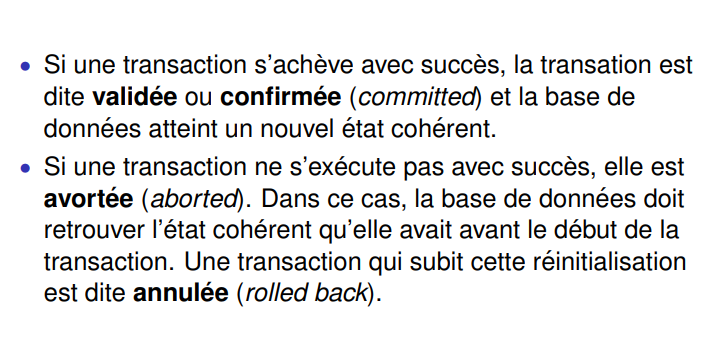 • Si une transaction s'achève avec succès, la transation est
dite validée ou confirmée (committed) et la base de
données atteint un nouvel état cohérent.
• Si une transaction ne s'exécute pas avec succès, elle est
avortée (aborted). Dans ce cas, la base de données doit
retrouver l'état cohérent qu'elle avait avant le début de la
transaction. Une transaction qui subit cette réinitialisation
est dite annulée (rolled back).